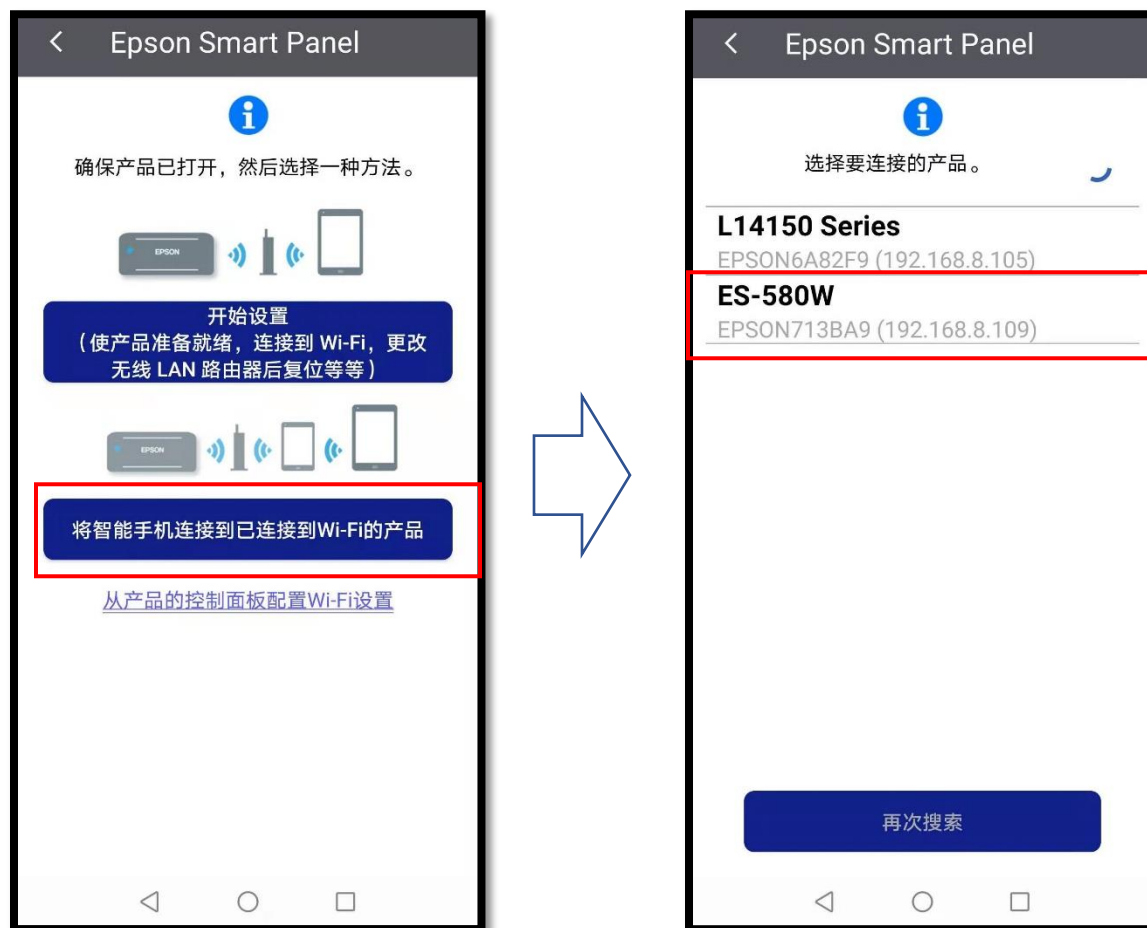 Epson Smart Panel
确保产品已打开，然后选择一种方法。
EPSON
开始设置
（使产品准备就绪，连接到 Wi-Fi，更改
无线 LAN 路由器后复位等等）
EPSON
将智能手机连接到已连接到Wi-Fi的产品
从产品的控制面板配置Wi-Fi设置
Epson Smart Panel
选择要连接的产品。
L14150 Series
EPSON6A82F9 (192.168.8.105)
ES-580W
EPSON713BA9 (192.168.8.109)
再次搜索